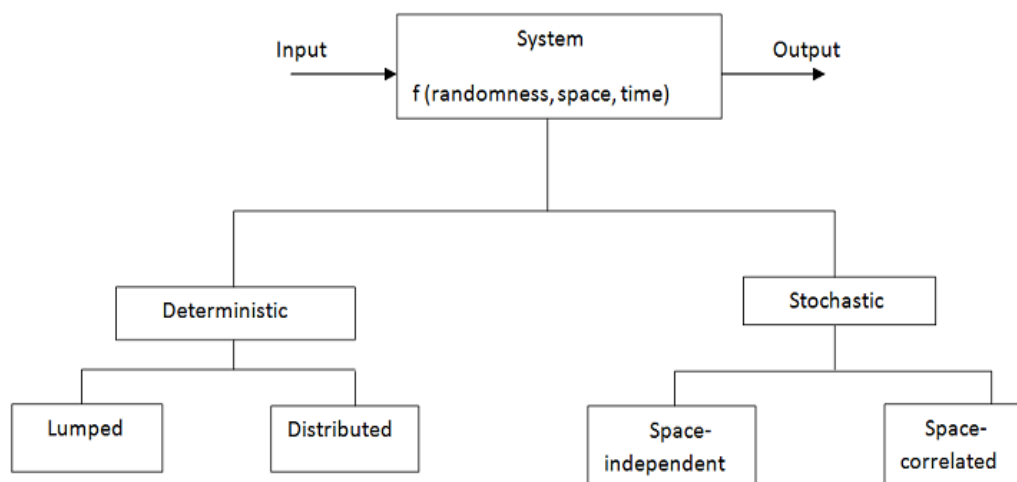 System
Input
Output
f (randomness, space, time)
Deterministic
Stochastic
Lumped
Distributed
Space-
independent
Space-
correlated